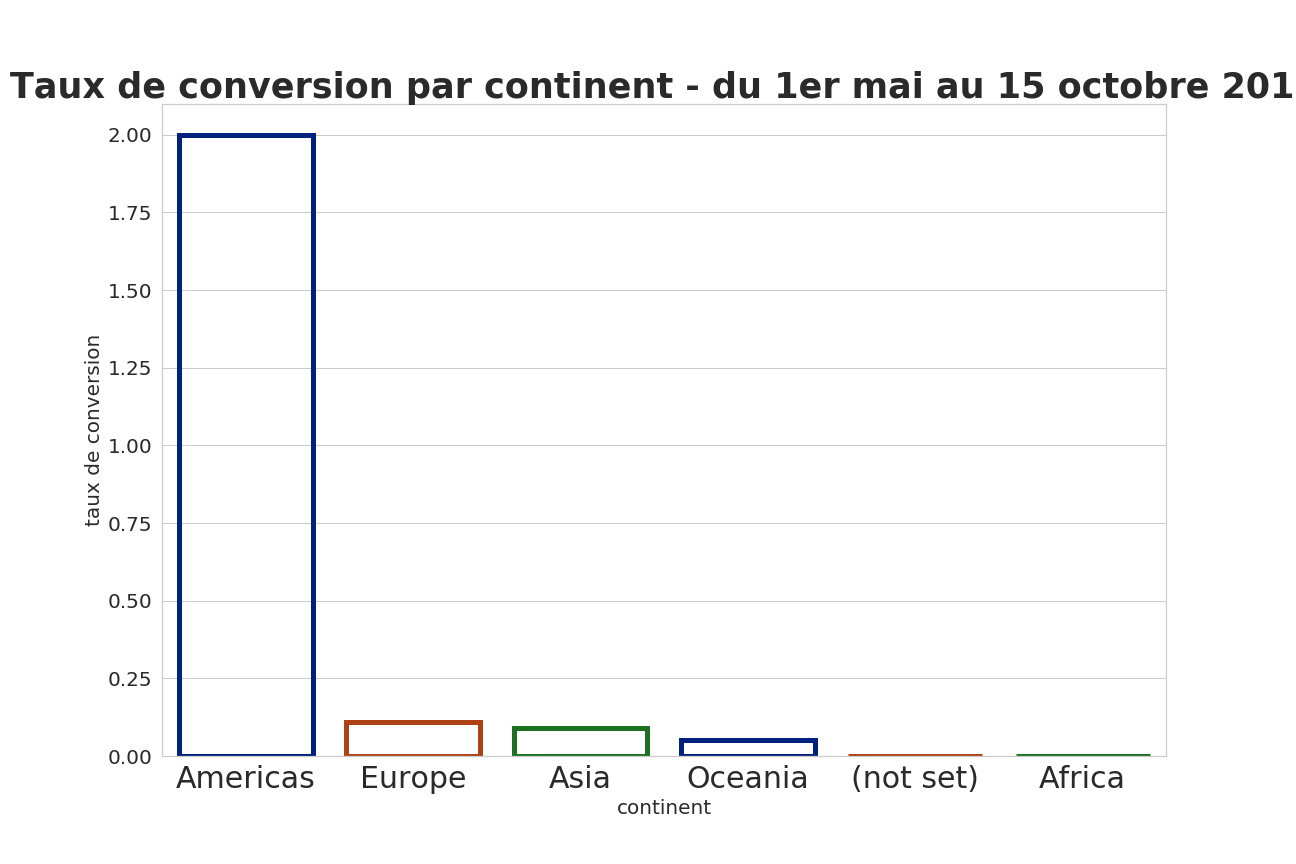 Taux de conversion par continent - du 1er mai au 15 octobre 201
2.00
1.75
1.50
1.25
1.00
0.75
0.50
0.25
0.00
taux de conversion
Americas Europe Asia Oceania (not set) Africa
continent